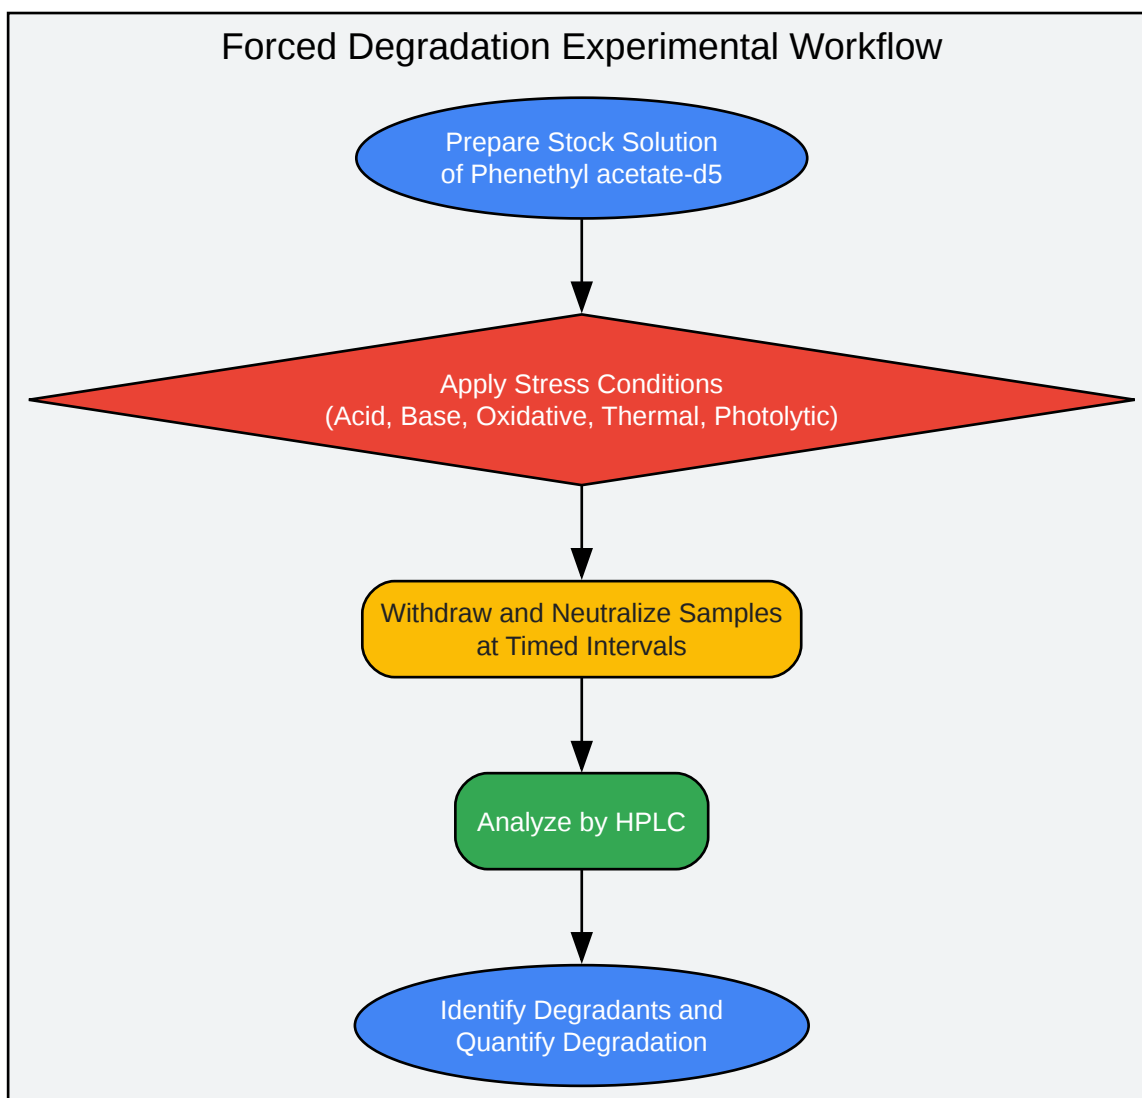 Forced Degradation Experimental Workflow
Prepare Stock Solution
of Phenethyl acetate-d5
Apply Stress Conditions
(Acid, Base, Oxidative, Thermal, Photolytic)
Withdraw and Neutralize Samples
at Timed Intervals
Analyze by HPLC
Identify Degradants and
Quantify Degradation